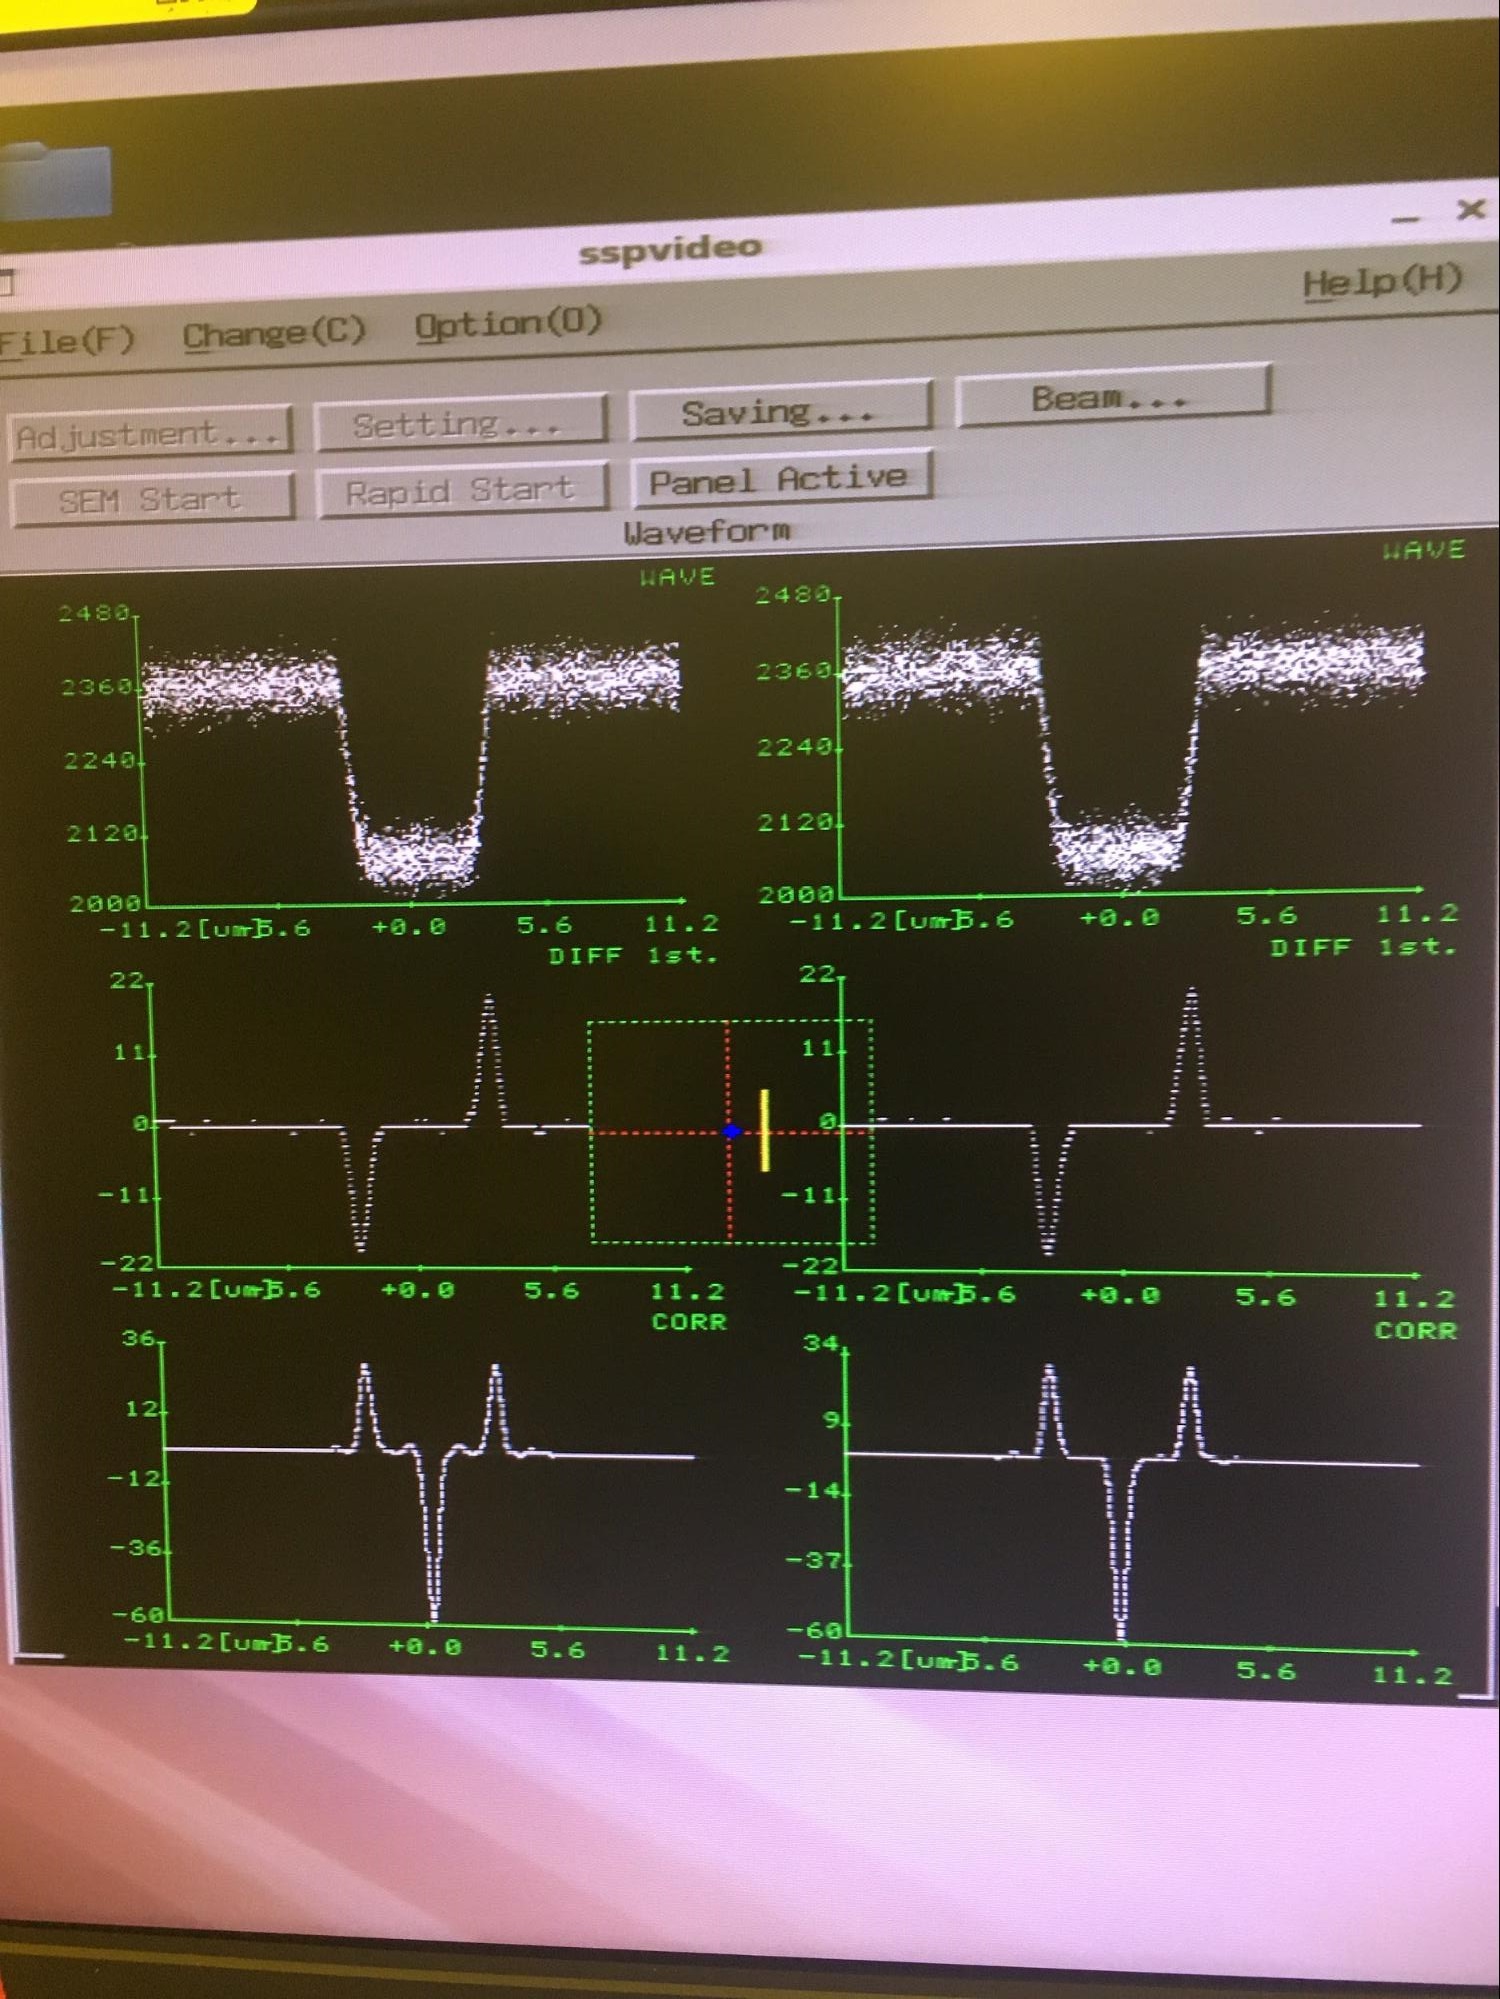 sspvideo
File(F) Change(C) Option(O) Help(H)
Adjustment... Setting... Saving... Beam...
SEM Start Rapid Start Panel Active
Waveform
WAVE
2480
2360
2240
2120
2000
-11.2[um] 5.6 +0.0 5.6 11.2
WAVE
2480
2360
2240
2120
2000
-11.2[um] 5.6 +0.0 5.6 11.2
DIFF 1st.
22
11
0
-11
-22
-11.2[um] 5.6 +0.0 5.6 11.2
DIFF 1st.
22
11
0
-11
-22
-11.2[um] 5.6 +0.0 5.6 11.2
CORR
36
12
-12
-36
-60
-11.2[um] 5.6 +0.0 5.6 11.2
CORR
34
9
-14
-37
-60
-11.2[um] 5.6 +0.0 5.6 11.2